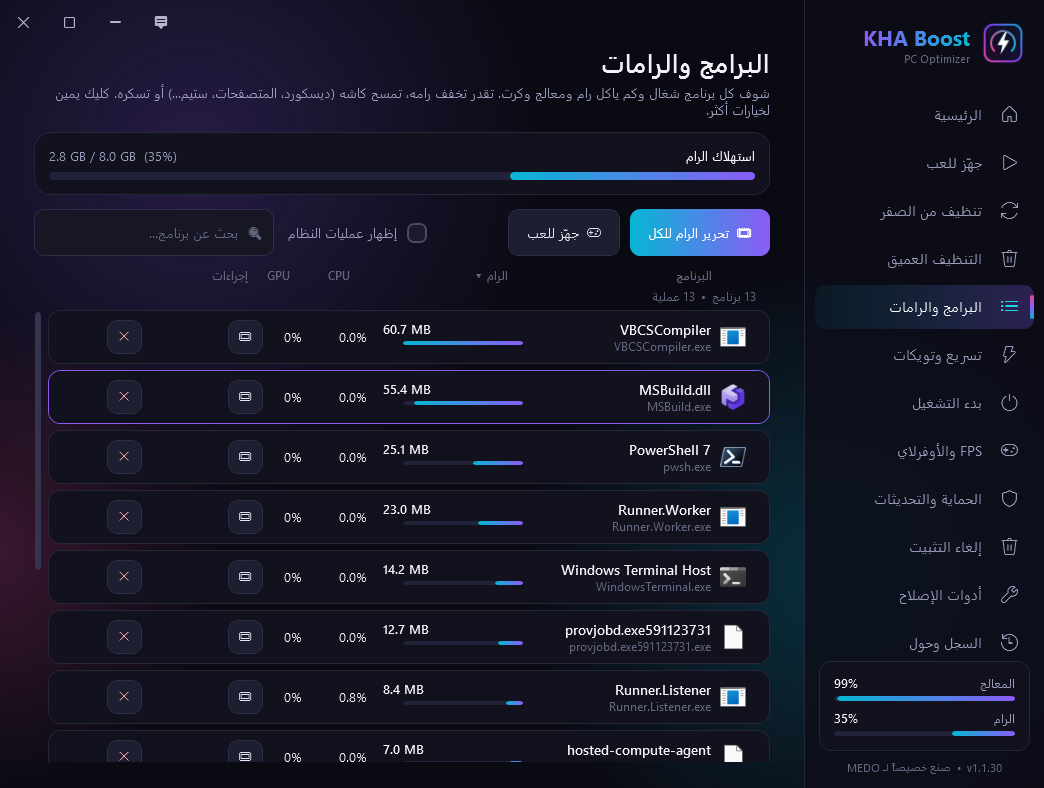 KHA Boost
PC Optimizer
الرئيسية
جهّز للعب
تنظيف من الصفر
التنظيف العميق
البرامج والرامات
تسريع وتويكات
بدء التشغيل
FPS والأوفرلاي
الحماية والتحديثات
إلغاء التثبيت
أدوات الإصلاح
السجل وحول
المعالج 99%
الرام 35%
صنع خصيصاً لـ MEDO • v1.1.30
البرامج والرامات
شوف كل برنامج شغال وكم ياكل رام ومعالج وكرت. تقدر تخفف رامه، تمسح كاشه (ديسكورد، المتصفحات، ستيم...) أو تسكره. كليك يمين
لخيارات أكثر.
استهلاك الرام 2.8 GB / 8.0 GB (35%)
تحرير الرام للكل
جهّز للعب
إظهار عمليات النظام
بحث عن برنامج...
البرنامج الرام ▼ CPU GPU إجراءات
13 برنامج • 13 عملية
VBCSCompiler 60.7 MB 0.0% 0%
VBCSCompiler.exe
MSBuild.dll 55.4 MB 0.0% 0%
MSBuild.exe
PowerShell 7 25.1 MB 0.0% 0%
pwsh.exe
Runner.Worker 23.0 MB 0.0% 0%
Runner.Worker.exe
Windows Terminal Host 14.2 MB 0.0% 0%
WindowsTerminal.exe
provjobd.exe591123731 12.7 MB 0.0% 0%
provjobd.exe591123731.exe
Runner.Listener 8.4 MB 0.8% 0%
Runner.Listener.exe
hosted-compute-agent 7.0 MB 0.0% 0%